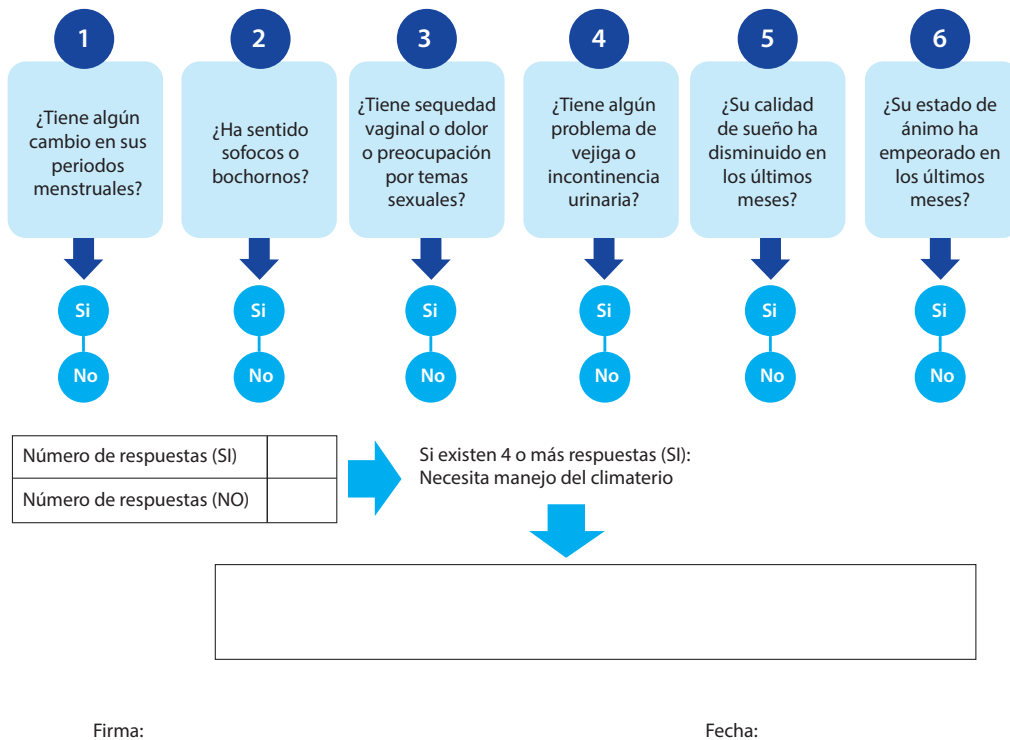 1
¿Tiene algún
cambio en sus
periodos
menstruales?
Si
No
2
¿Ha sentido
sofocos o
bochornos?
Si
No
3
¿Tiene sequedad
vaginal o dolor
o preocupación
por temas
sexuales?
Si
No
4
¿Tiene algún
problema de
vejiga o
incontinencia
urinaria?
Si
No
5
¿Su calidad
de sueño ha
disminuido en
los últimos
meses?
Si
No
6
¿Su estado de
ánimo ha
empeorado en
los últimos
meses?
Si
No
Número de respuestas (SI)
Número de respuestas (NO)
Si existen 4 o más respuestas (SI):
Necesita manejo del climaterio
Firma:
Fecha: